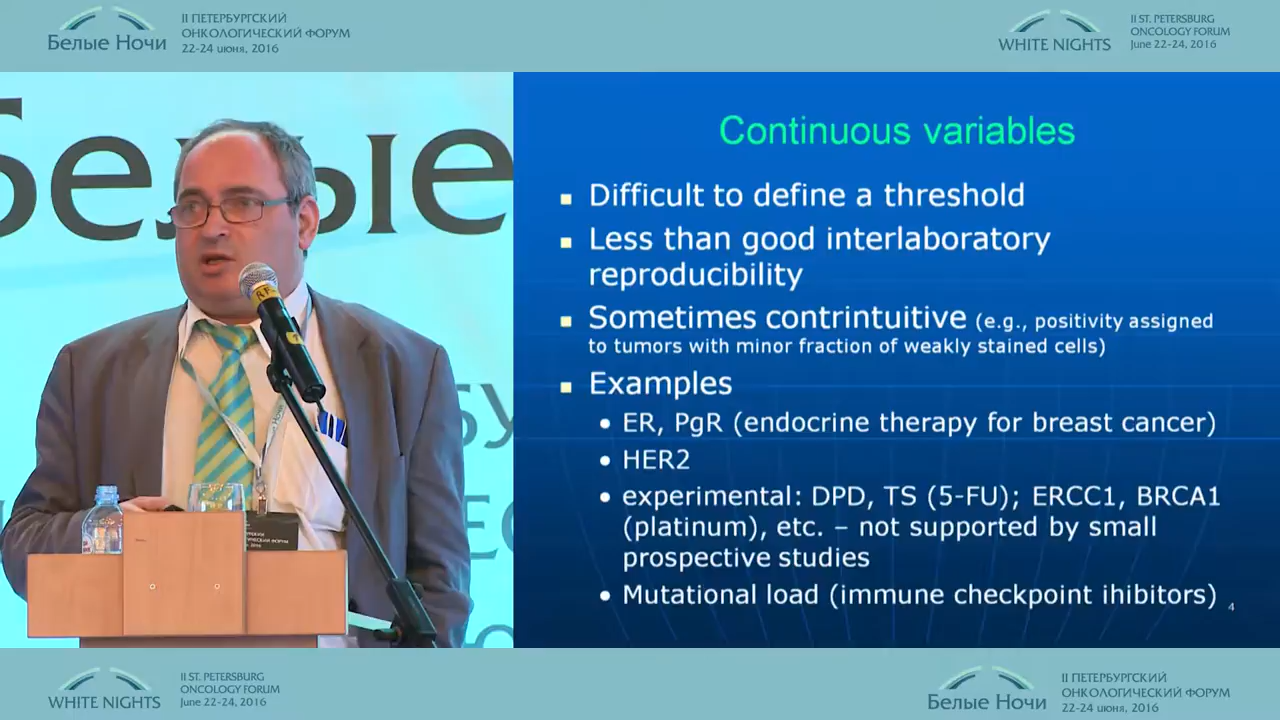 Белые Ночи
II ПЕТЕРБУРГСКИЙ
ОНКОЛОГИЧЕСКИЙ ФОРУМ
22-24 июня, 2016
WHITE NIGHTS
II ST. PETERSBURG
ONCOLOGY FORUM
June 22-24, 2016
белые
Continuous variables
Difficult to define a threshold
Less than good interlaboratory
reproducibility
Sometimes contrintuitive (e.g., positivity assigned
to tumors with minor fraction of weakly stained cells)
Examples
ER, PgR (endocrine therapy for breast cancer)
HER2
experimental: DPD, TS (5-FU); ERCC1, BRCA1
(platinum), etc. – not supported by small
prospective studies
Mutational load (immune checkpoint ihibitors)
4
WHITE NIGHTS
II ST. PETERSBURG
ONCOLOGY FORUM
June 22-24, 2016
Белые Ночи
II ПЕТЕРБУРГСКИЙ
ОНКОЛОГИЧЕСКИЙ ФОРУМ
22-24 июня, 2016